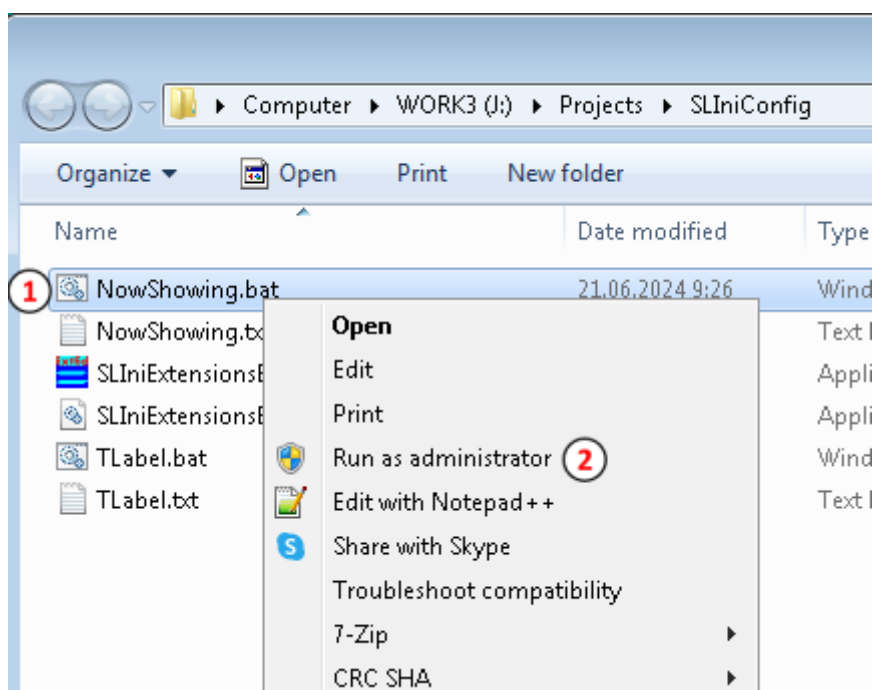 Computer WORK3 (J:) Projects SLIniConfig
Organize Open Print New folder
Name Date modified Type
1 NowShowing.bat 21.06.2024 9:26 Wind
NowShowing.tx Text
SLIniExtensionsE Appli
SLIniExtensionsE Appli
TLabel.bat Wind
TLabel.txt Text
Open
Edit
Print
Run as administrator 2
Edit with Notepad++
Share with Skype
Troubleshoot compatibility
7-Zip
CRC SHA